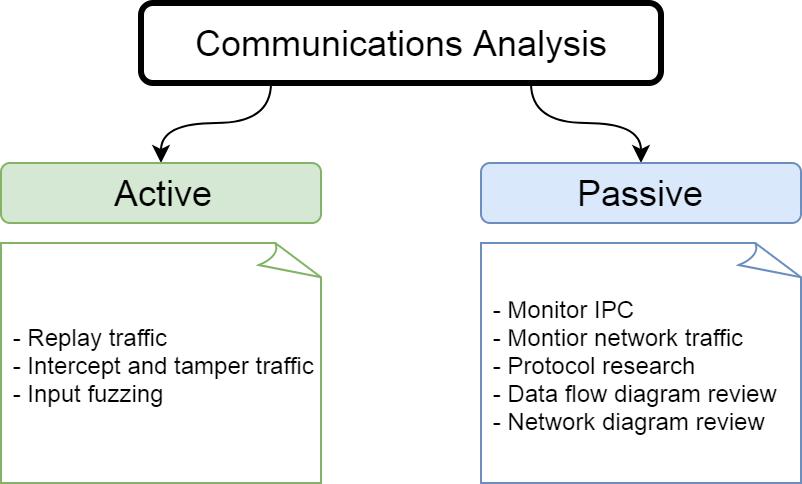 Communications Analysis
Active
Passive
- Replay traffic
- Intercept and tamper traffic
- Input fuzzing
- Monitor IPC
- Montior network traffic
- Protocol research
- Data flow diagram review
- Network diagram review